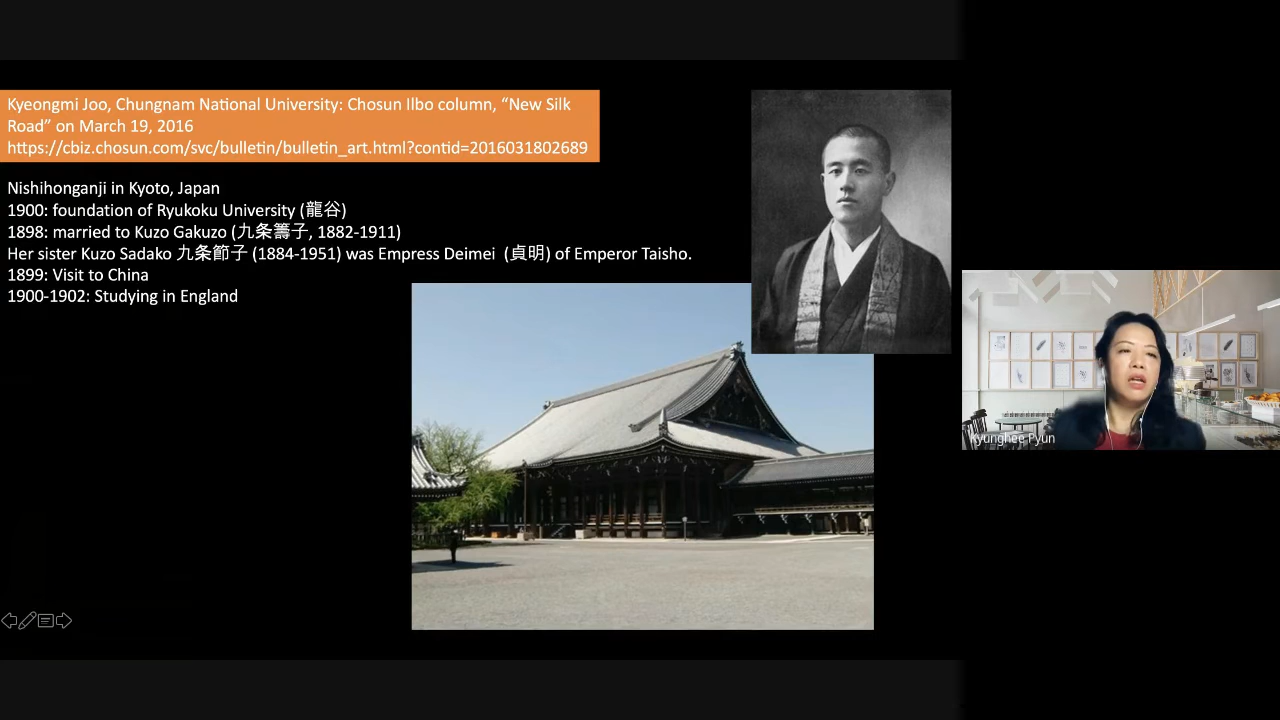 Kyeongmi Joo, Chungnam National University: Chosun Ilbo column, “New Silk
Road” on March 19, 2016
https://cbiz.chosun.com/svc/bulletin/bulletin_art.html?contid=2016031802689
Nishihonganji in Kyoto, Japan
1900: foundation of Ryukoku University (龍谷)
1898: married to Kuzo Gakuzo (九条籌子, 1882-1911)
Her sister Kuzo Sadako 九条節子 (1884-1951) was Empress Deimei (貞明) of Emperor Taisho.
1899: Visit to China
1900-1902: Studying in England
Kyunghee Pyun